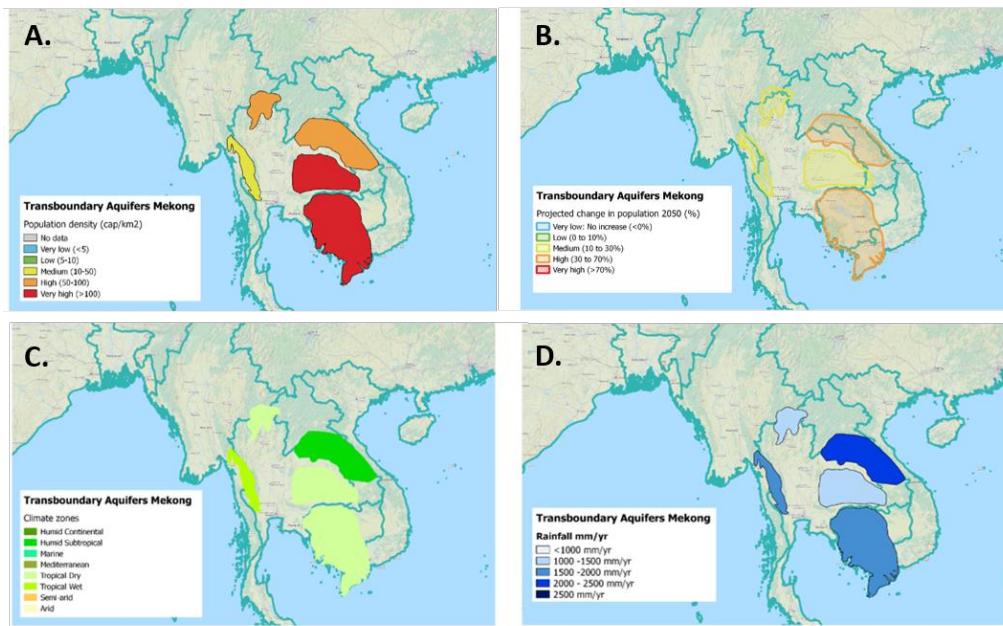 A.
Transboundary Aquifers Mekong
Population density (cap/km2)
No data
Very low (<5)
Low (5-10)
Medium (10-50)
High (50-100)
Very high (>100)
B.
Transboundary Aquifers Mekong
Projected change in population 2050 (%)
Very low: No increase (<0%)
Low (0 to 10%)
Medium (10 to 30%)
High (30 to 70%)
Very high (>70%)
C.
Transboundary Aquifers Mekong
Climate zones
Humid Continental
Humid Subtropical
Marine
Mediterranean
Tropical Dry
Tropical Wet
Semi-arid
Arid
D.
Transboundary Aquifers Mekong
Rainfall mm/yr
<1000 mm/yr
1000 -1500 mm/yr
1500 -2000 mm/yr
2000 - 2500 mm/yr
2500 mm/yr